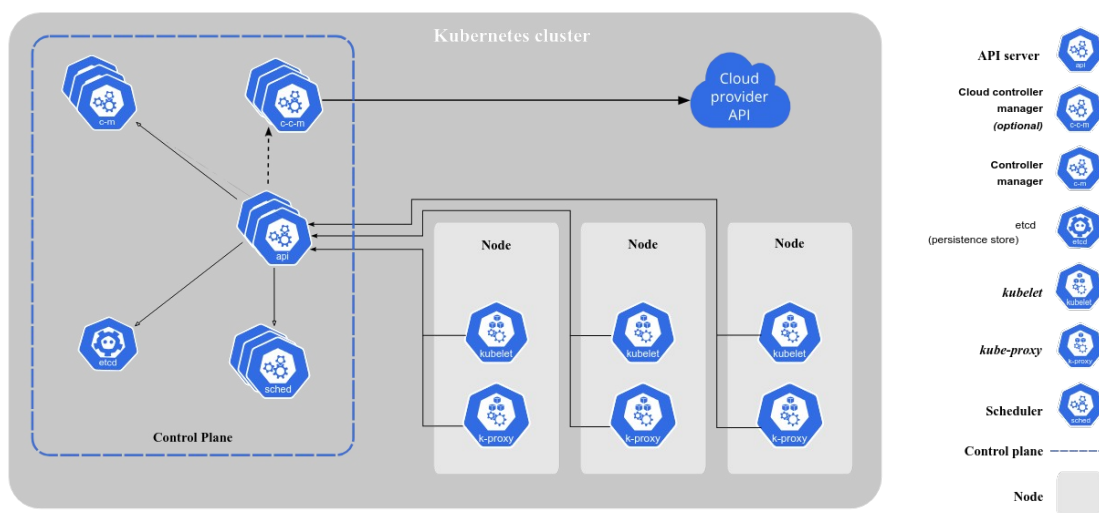 Kubernetes cluster
c-m
c-c-m
Cloud
provider
API
api
etcd
sched
Control Plane
Node
kubelet
k-proxy
Node
kubelet
k-proxy
Node
kubelet
k-proxy
API server
api
Cloud controller
manager
(optional)
c-c-m
Controller
manager
c-m
etcd
(persistence store)
etcd
kubelet
kubelet
kube-proxy
k-proxy
Scheduler
sched
Control plane
Node